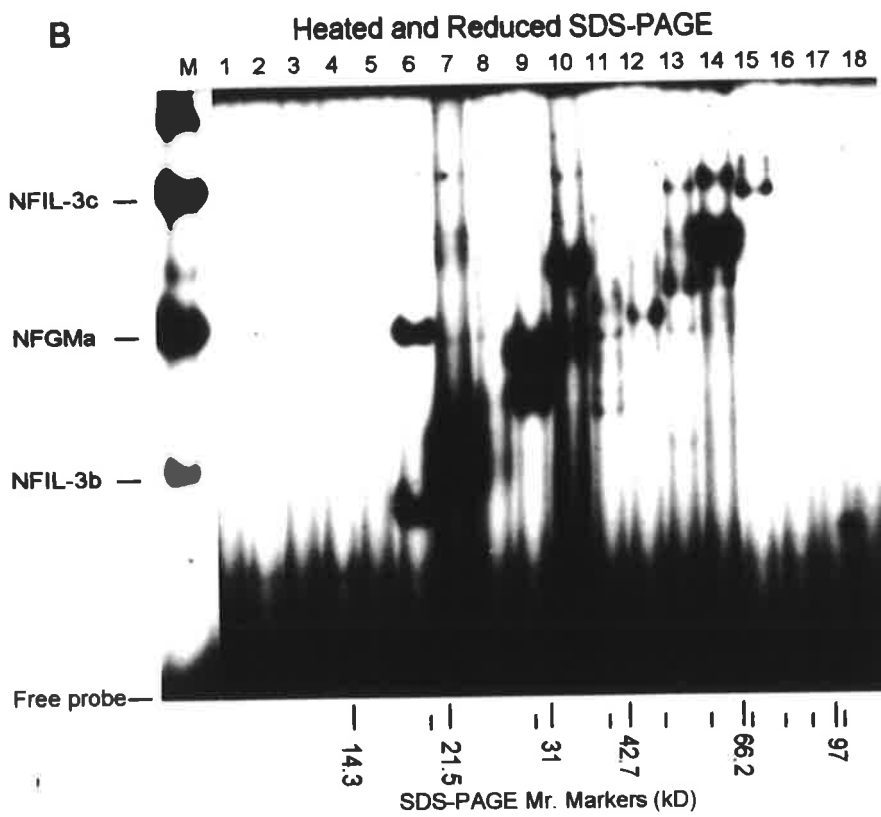 B
Heated and Reduced SDS-PAGE
M 1 2 3 4 5 6 7 8 9 10 11 12 13 14 15 16 17 18
NFIL-3c
NFGMa
NFIL-3b
Free probe
14.3 21.5 31 42.7 66.2 97
SDS-PAGE Mr. Markers (kD)